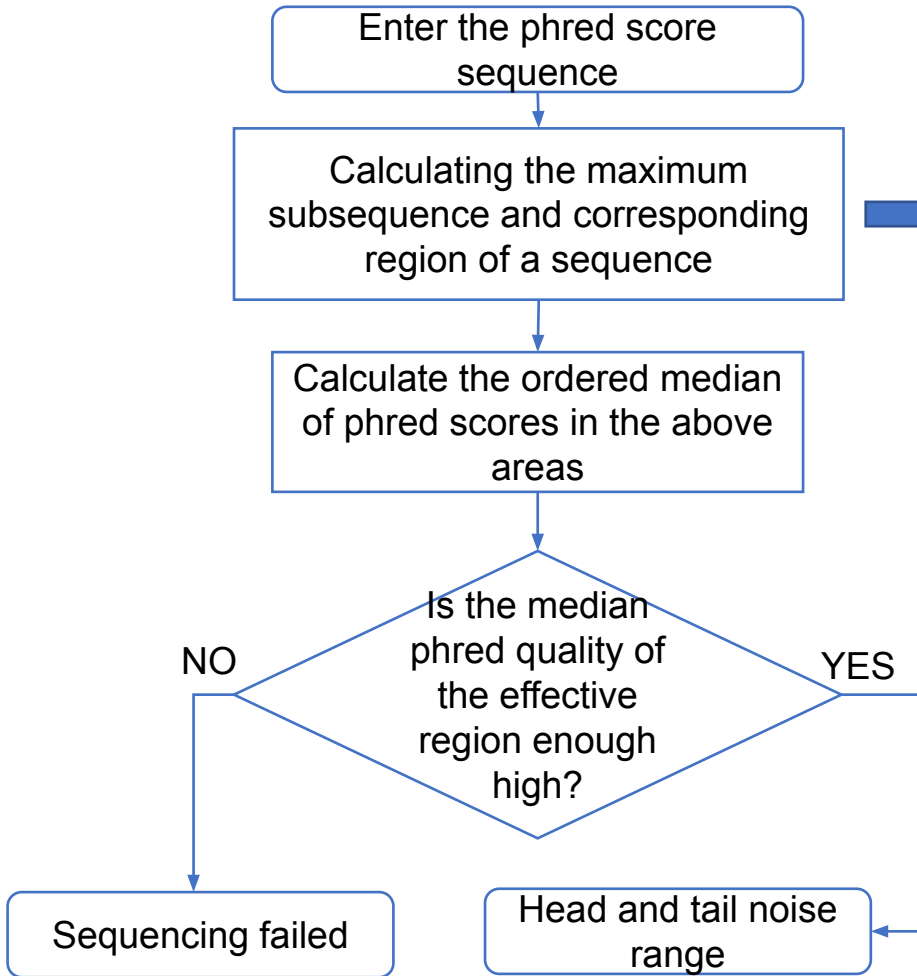 Enter the phred score
sequence
Calculating the maximum
subsequence and corresponding
region of a sequence
Calculate the ordered median
of phred scores in the above
areas
Is the median
phred quality of
the effective
region enough
high?
NO
YES
Sequencing failed
Head and tail noise
range